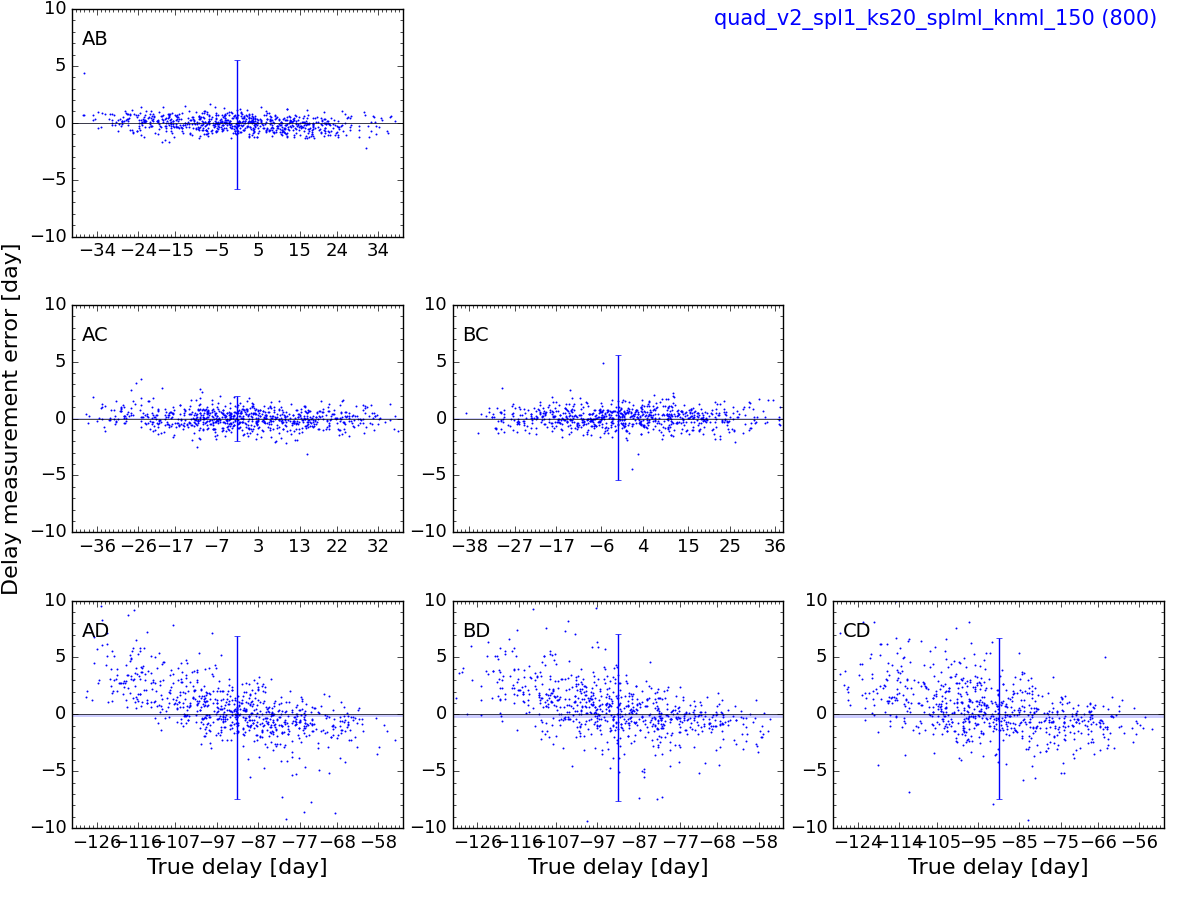 quad_v2_spl1_ks20_splml_knml_150 (800)
AB
10
5
0
−5
−10
−34 −24 −15 −5 5 15 24 34
Delay measurement error [day]
AC
10
5
0
−5
−10
−36 −26 −17 −7 3 13 22 32
BC
10
5
0
−5
−10
−38 −27 −17 −6 4 15 25 36
AD
10
5
0
−5
−10
−126 −116 −107 −97 −87 −77 −68 −58
True delay [day]
BD
10
5
0
−5
−10
−126 −116 −107 −97 −87 −77 −68 −58
True delay [day]
CD
10
5
0
−5
−10
−124 −114 −105 −95 −85 −75 −66 −56
True delay [day]